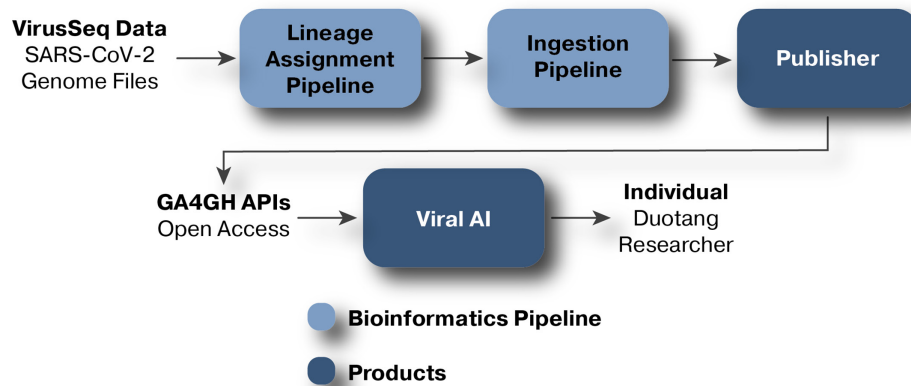 VirusSeq Data
SARS-CoV-2
Genome Files
Lineage
Assignment
Pipeline
Ingestion
Pipeline
Publisher
GA4GH APIs
Open Access
Viral AI
Individual
Duotang
Researcher
Bioinformatics Pipeline
Products